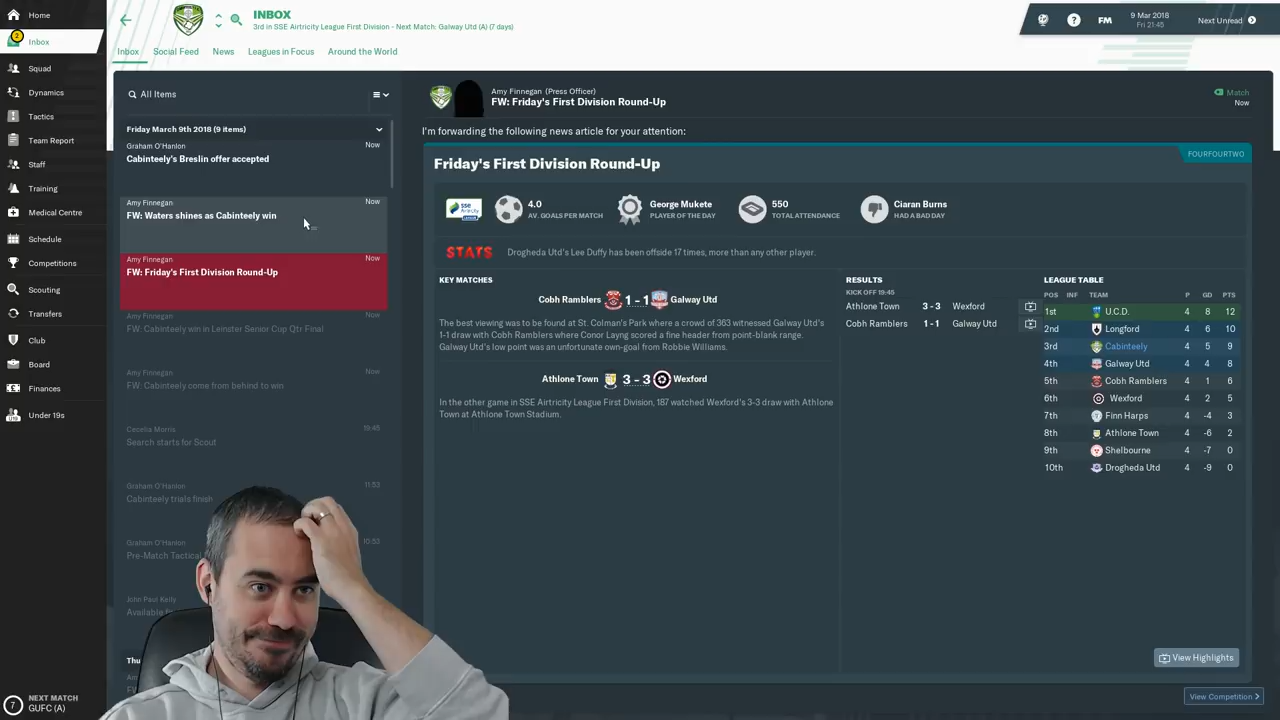 Home
Inbox
2
Squad
Dynamics
Tactics
Team Report
Staff
Training
Medical Centre
Schedule
Competitions
Scouting
Transfers
Club
Board
Finances
Under 19s
7
NEXT MATCH
GUFC (A)
INBOX
3rd in SSE Airtricity League First Division - Next Match: Galway Utd (A) (7 days)
? FM
9 Mar 2018
Fri 21:45
Next Unread
Inbox Social Feed News Leagues in Focus Around the World
All Items
Friday March 9th 2018 (9 items)
Graham O'Hanlon Now
Cabinteely's Breslin offer accepted
Amy Finnegan Now
FW: Waters shines as Cabinteely win
Amy Finnegan Now
FW: Friday's First Division Round-Up
Amy Finnegan Now
FW: Cabinteely win in Leinster Senior Cup Qtr Final
Amy Finnegan Now
FW: Cabinteely come from behind to win
Cecelia Morris 19:45
Search starts for Scout
Graham O'Hanlon 11:52
Cabinteely trials finish
Graham O'Hanlon 10:52
Pre-Match Tactical
John Paul Kelly
Available
Thu
Amy
Amy Finnegan (Press Officer)
FW: Friday's First Division Round-Up
Match
Now
I'm forwarding the following news article for your attention:
Friday's First Division Round-Up
FOURFOURTWO
4.0
AV. GOALS PER MATCH
George Mukete
PLAYER OF THE DAY
550
TOTAL ATTENDANCE
Ciaran Burns
HAD A BAD DAY
STATS Drogheda Utd's Lee Duffy has been offside 17 times, more than any other player.
KEY MATCHES
Cobh Ramblers 1 - 1 Galway Utd
The best viewing was to be found at St. Colman's Park where a crowd of 363 witnessed Galway Utd's
1-1 draw with Cobh Ramblers where Conor Layng scored a fine header from point-blank range.
Galway Utd's low point was an unfortunate own-goal from Robbie Williams.
Athlone Town 3 - 3 Wexford
In the other game in SSE Airtricity League First Division, 187 watched Wexford's 3-3 draw with Athlone
Town at Athlone Town Stadium.
RESULTS
KICK OFF 19:45
Athlone Town 3 - 3 Wexford
Cobh Ramblers 1 - 1 Galway Utd
LEAGUE TABLE
POS INF TEAM P GD PTS
1st U.C.D. 4 8 12
2nd Longford 4 6 10
3rd Cabinteely 4 5 9
4th Galway Utd 4 4 8
5th Cobh Ramblers 4 1 6
6th Wexford 4 2 5
7th Finn Harps 4 -4 3
8th Athlone Town 4 -6 2
9th Shelbourne 4 -7 0
10th Drogheda Utd 4 -9 0
View Highlights
View Competition